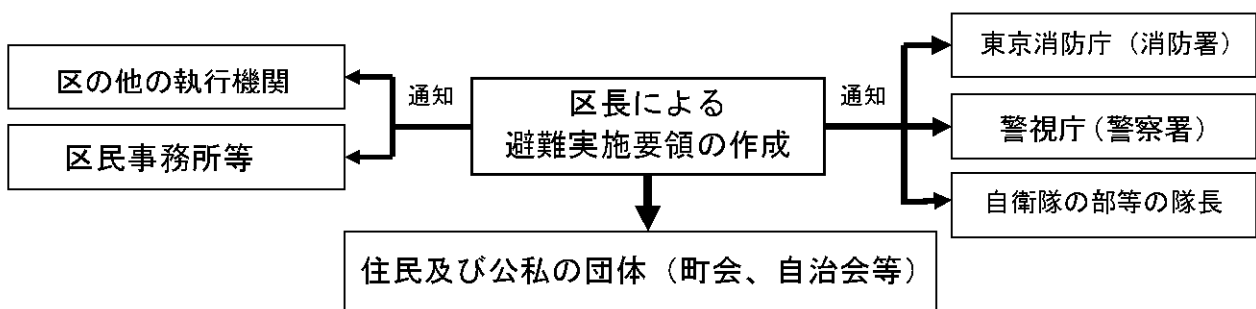 区の他の執行機関
区民事務所等
通知
区長による
避難実施要領の作成
通知
東京消防庁（消防署）
警視庁（警察署）
自衛隊の部等の隊長
住民及び公私の団体（町会、自治会等）